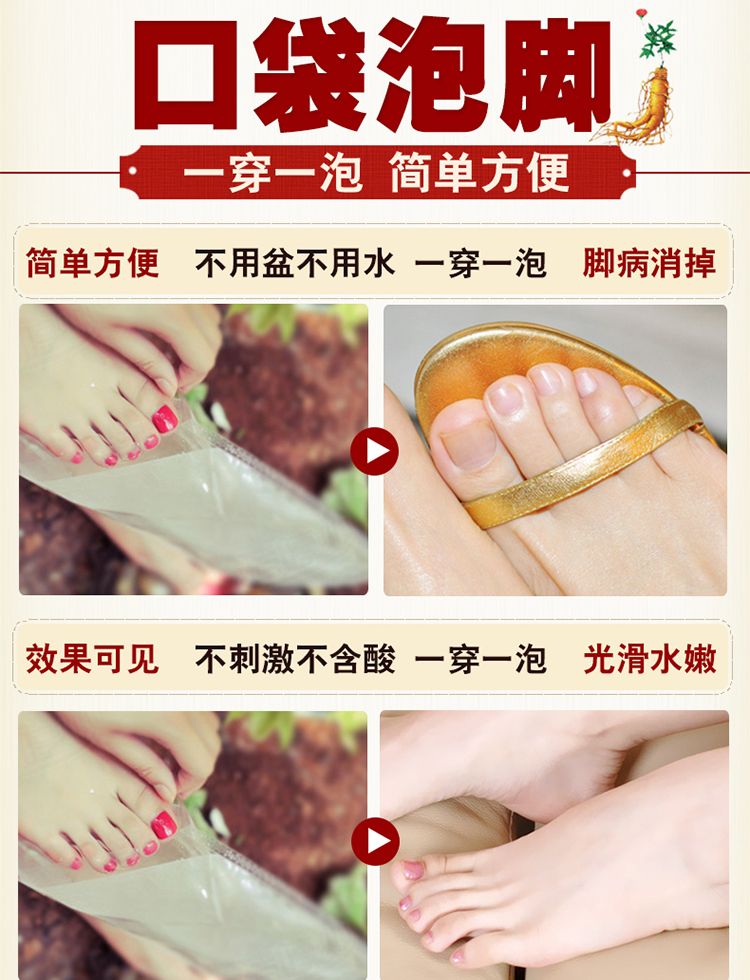 口袋泡脚
一穿一泡 简单方便
简单方便 不用盆不用水 一穿一泡 脚病消掉
效果可见 不刺激不含酸 一穿一泡 光滑水嫩